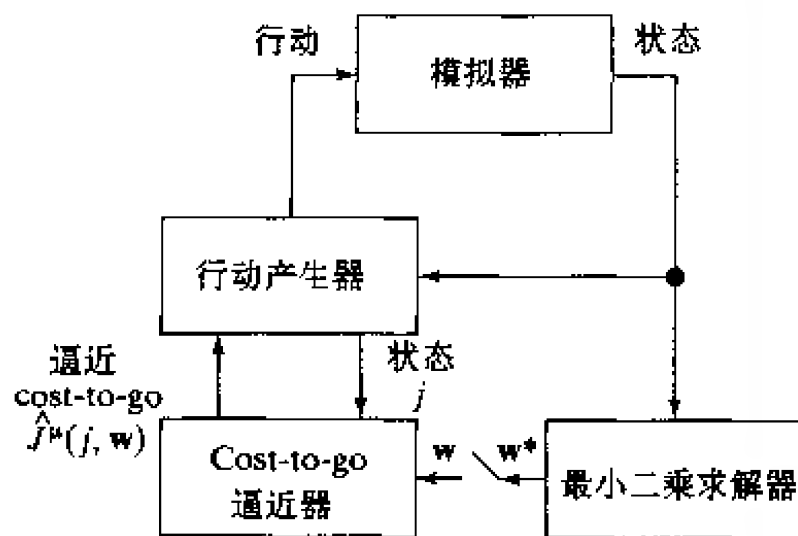 行动
状态
模拟器
行动产生器
逼近
cost-to-go
Ĵμ(j, w)
状态
j
Cost-to-go
逼近器
w
w*
最小二乘求解器